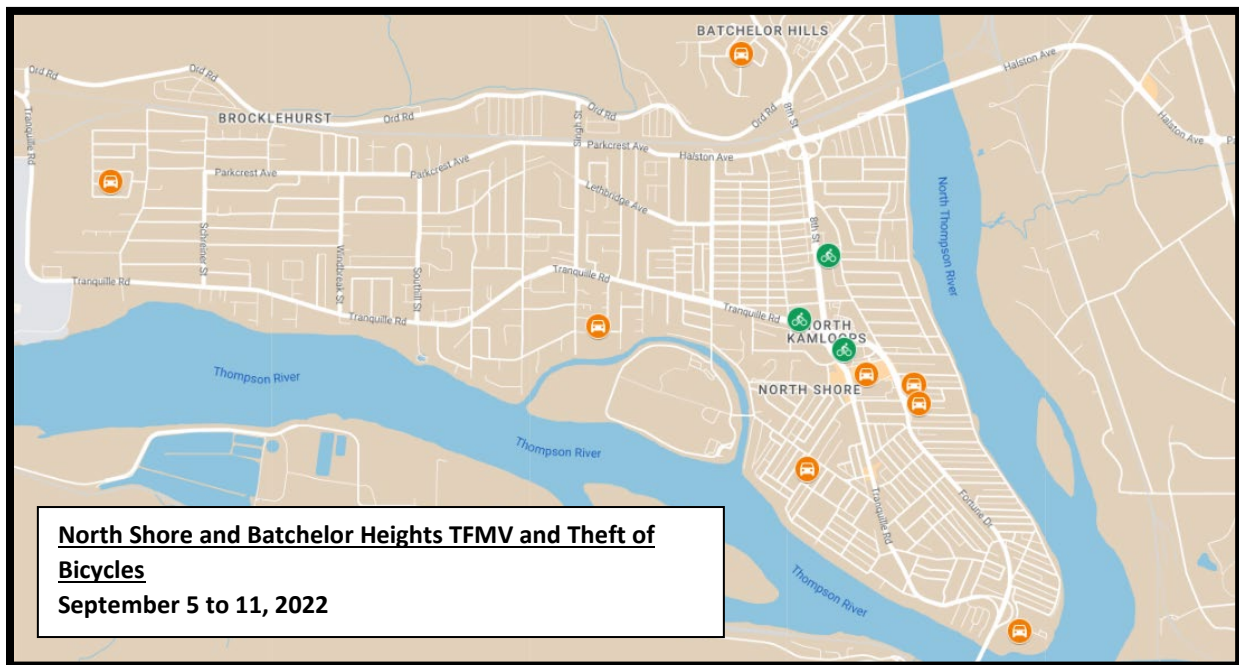 BATCHELOR HILLS
Ord Rd
Ord Rd
Halston Ave
Tranquille Rd
BROCKLEHURST
Ord Rd
Ord Rd
Ord Rd
8th St
Halston Ave
Singh St
Parkcrest Ave
Halston Ave
Parkcrest Ave
Parkcrest Ave
Lethbridge Ave
North Thompson River
8th St
Schreiner St
Windbreak St
Southill St
Tranquille Rd
Tranquille Rd
Tranquille Rd
Tranquille Rd
NORTH
KAMLOOPS
Thompson River
NORTH SHORE
Thompson River
Tranquille Rd
Fortune Dr
Thompson River
North Shore and Batchelor Heights TFMV and Theft of
Bicycles
September 5 to 11, 2022